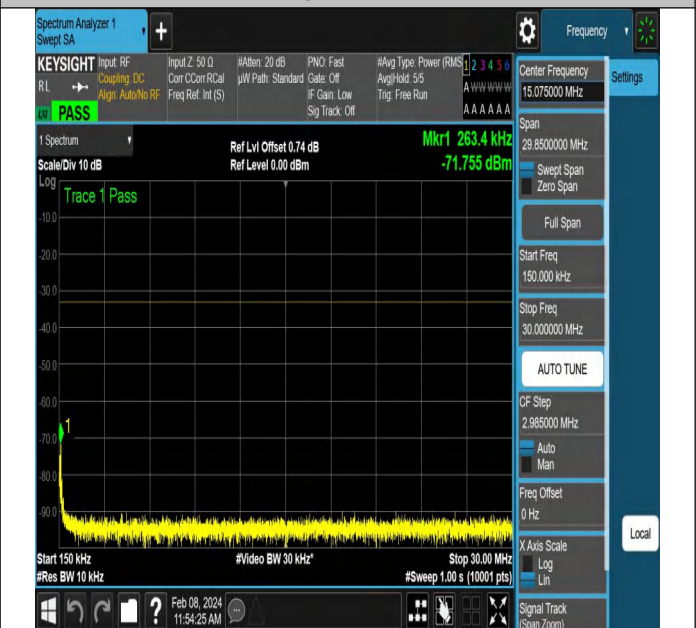 Spectrum Analyzer 1
Swept SA
+
Frequency
KEYSIGHT
RL
Input: RF
Coupling: DC
Align: Auto/No RF
Input Z: 50 Ω
Corr CCorr RCal
Freq Ref: Int (S)
#Atten: 20 dB
µW Path: Standard
PNO: Fast
Gate: Off
IF Gain: Low
Sig Track: Off
#Avg Type: Power (RMS
Avg|Hold: 5/5
Trig: Free Run
1 2 3 4 5 6
A W W W W W
A A A A A A
PASS
1 Spectrum
Scale/Div 10 dB
Ref Lvl Offset 0.74 dB
Ref Level 0.00 dBm
Mkr1 263.4 kHz
-71.755 dBm
Log
Trace 1 Pass
-10.0
-20.0
-30.0
-40.0
-50.0
-60.0
1
-70.0
-80.0
-90.0
Start 150 kHz
#Video BW 30 kHz*
Stop 30.00 MHz
#Res BW 10 kHz
#Sweep 1.00 s (10001 pts)
?
Feb 08, 2024
11:54:25 AM
Center Frequency
15.075000 MHz
Settings
Span
29.8500000 MHz
Swept Span
Zero Span
Full Span
Start Freq
150.000 kHz
Stop Freq
30.000000 MHz
AUTO TUNE
CF Step
2.985000 MHz
Auto
Man
Freq Offset
0 Hz
Local
X Axis Scale
Log
Lin
Signal Track
(Span Zoom)